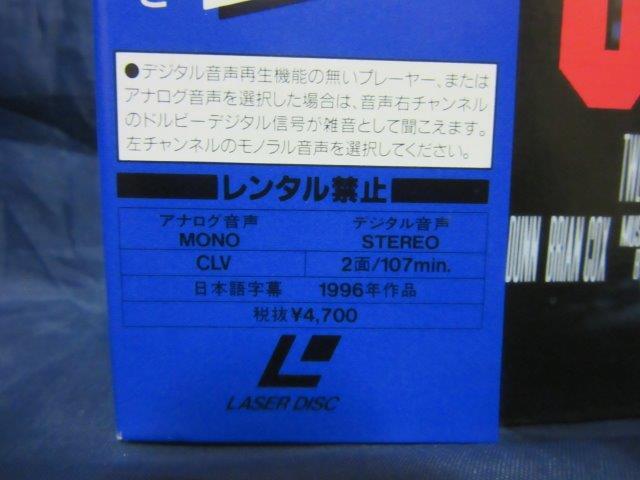 ●デジタル音声再生機能の無いプレーヤー、または
アナログ音声を選択した場合は、音声右チャンネル
のドルビーデジタル信号が雑音として聞こえます。
左チャンネルのモノラル音声を選択してください。
レンタル禁止
アナログ音声 デジタル音声
MONO STEREO
CLV 2面/107min.
日本語字幕 1996年作品
税抜¥4,700
LASER DISC
BRIAN COX